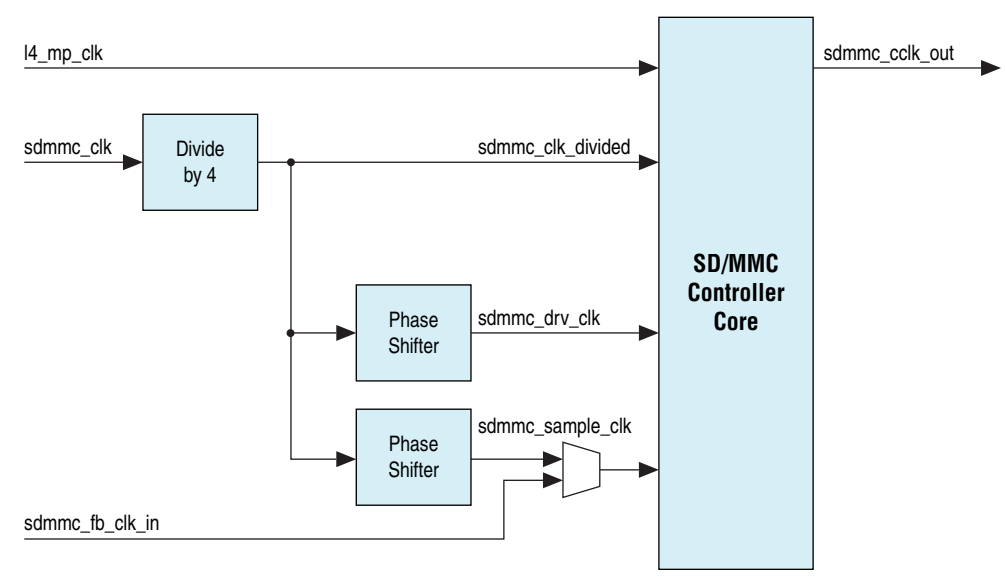 l4_mp_clk
sdmmc_cclk_out
sdmmc_clk
Divide
by 4
sdmmc_clk_divided
SD/MMC
Controller
Core
Phase
Shifter
sdmmc_drv_clk
Phase
Shifter
sdmmc_sample_clk
sdmmc_fb_clk_in